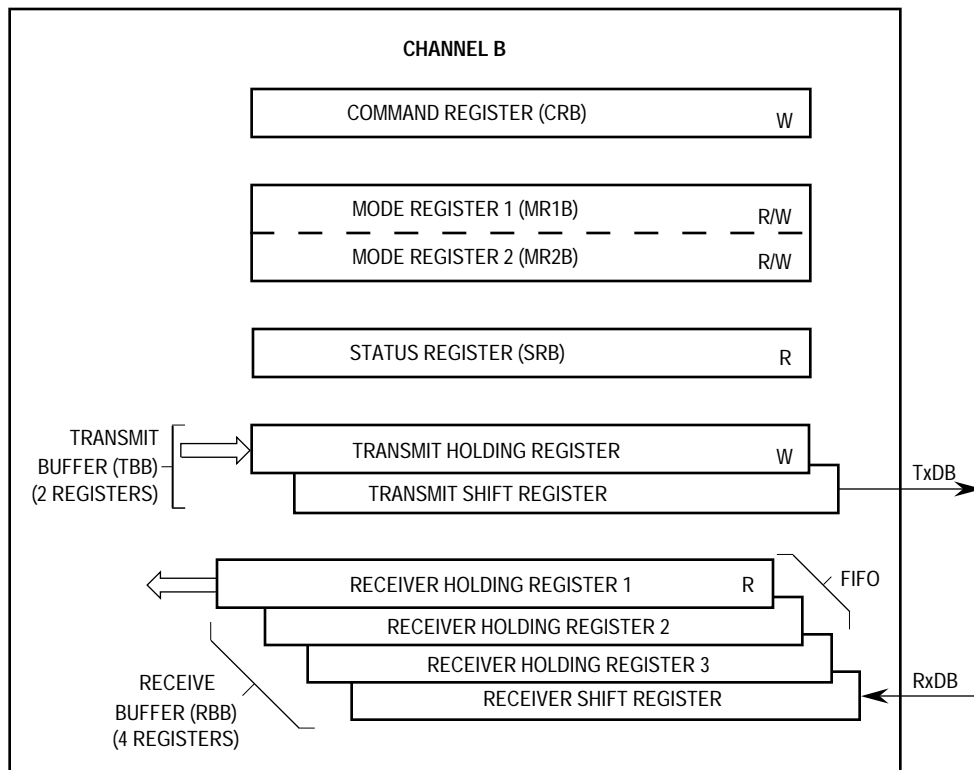 CHANNEL B
COMMAND REGISTER (CRB)
W
MODE REGISTER 1 (MR1B)
R/W
MODE REGISTER 2 (MR2B)
R/W
STATUS REGISTER (SRB)
R
TRANSMIT
BUFFER (TBB)
(2 REGISTERS)
TRANSMIT HOLDING REGISTER
W
TRANSMIT SHIFT REGISTER
TxDB
RECEIVER HOLDING REGISTER 1
R
FIFO
RECEIVER HOLDING REGISTER 2
RECEIVER HOLDING REGISTER 3
RECEIVER SHIFT REGISTER
RxDB
RECEIVE
BUFFER (RBB)
(4 REGISTERS)